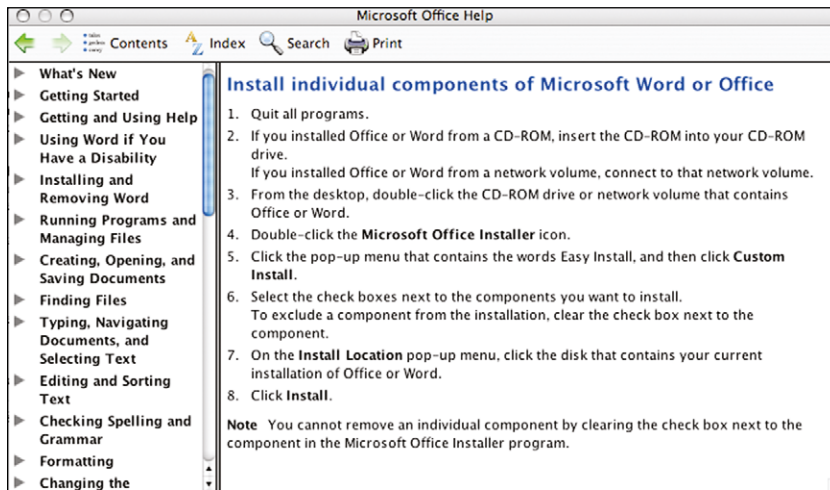 Microsoft Office Help
Contents
Index
Search
Print
What's New
Getting Started
Getting and Using Help
Using Word if You
Have a Disability
Installing and
Removing Word
Running Programs and
Managing Files
Creating, Opening, and
Saving Documents
Finding Files
Typing, Navigating
Documents, and
Selecting Text
Editing and Sorting
Text
Checking Spelling and
Grammar
Formatting
Changing the
Install individual components of Microsoft Word or Office
1. Quit all programs.
2. If you installed Office or Word from a CD-ROM, insert the CD-ROM into your CD-ROM
drive.
If you installed Office or Word from a network volume, connect to that network volume.
3. From the desktop, double-click the CD-ROM drive or network volume that contains
Office or Word.
4. Double-click the Microsoft Office Installer icon.
5. Click the pop-up menu that contains the words Easy Install, and then click Custom
Install.
6. Select the check boxes next to the components you want to install.
To exclude a component from the installation, clear the check box next to the
component.
7. On the Install Location pop-up menu, click the disk that contains your current
installation of Office or Word.
8. Click Install.
Note You cannot remove an individual component by clearing the check box next to the
component in the Microsoft Office Installer program.